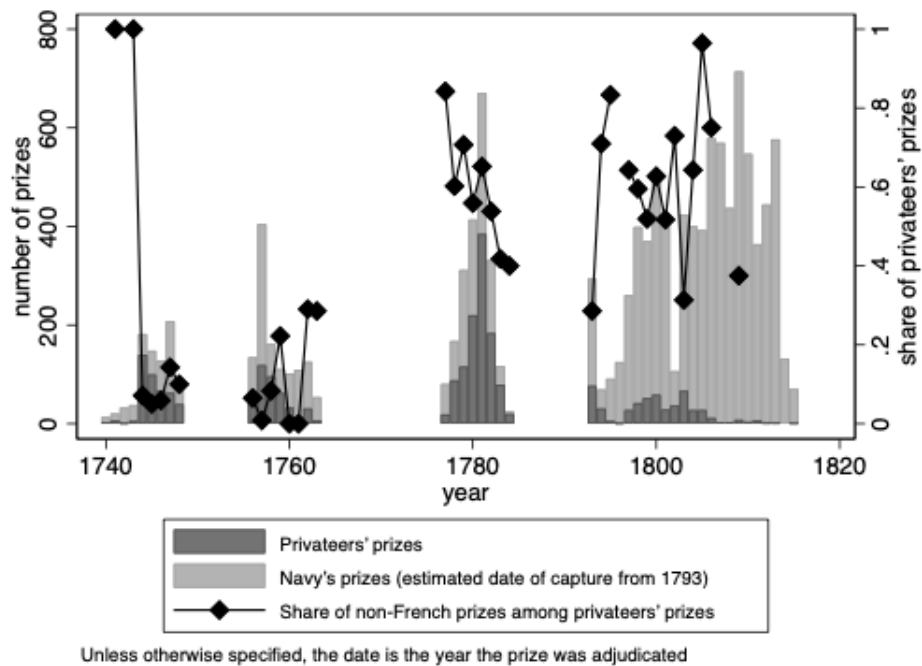 800
600
400
200
0
number of prizes
1
.8
.6
.4
.2
0
share of privateers' prizes
1740
1760
1780
1800
1820
year
Privateers' prizes
Navy's prizes (estimated date of capture from 1793)
Share of non-French prizes among privateers' prizes
Unless otherwise specified, the date is the year the prize was adjudicated